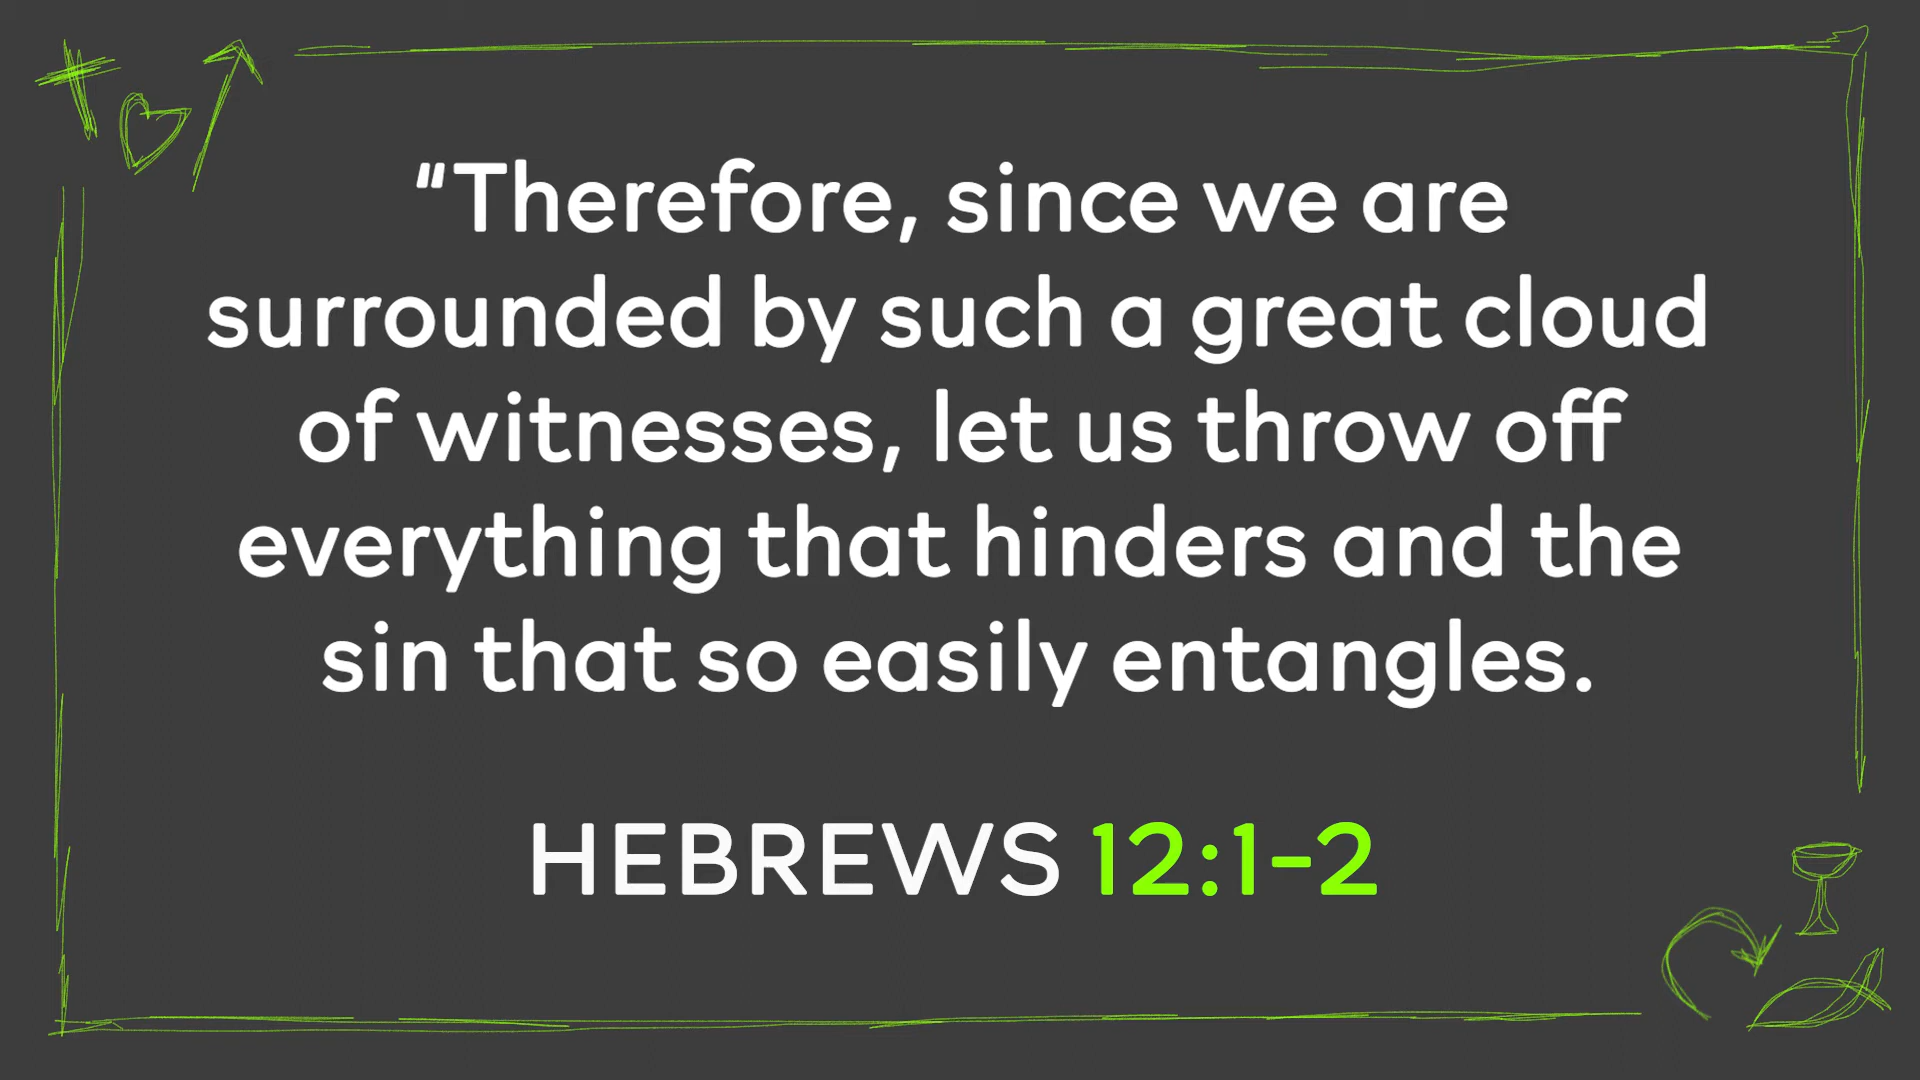 "Therefore, since we are
surrounded by such a great cloud
of witnesses, let us throw off
everything that hinders and the
sin that so easily entangles.
HEBREWS 12:1-2